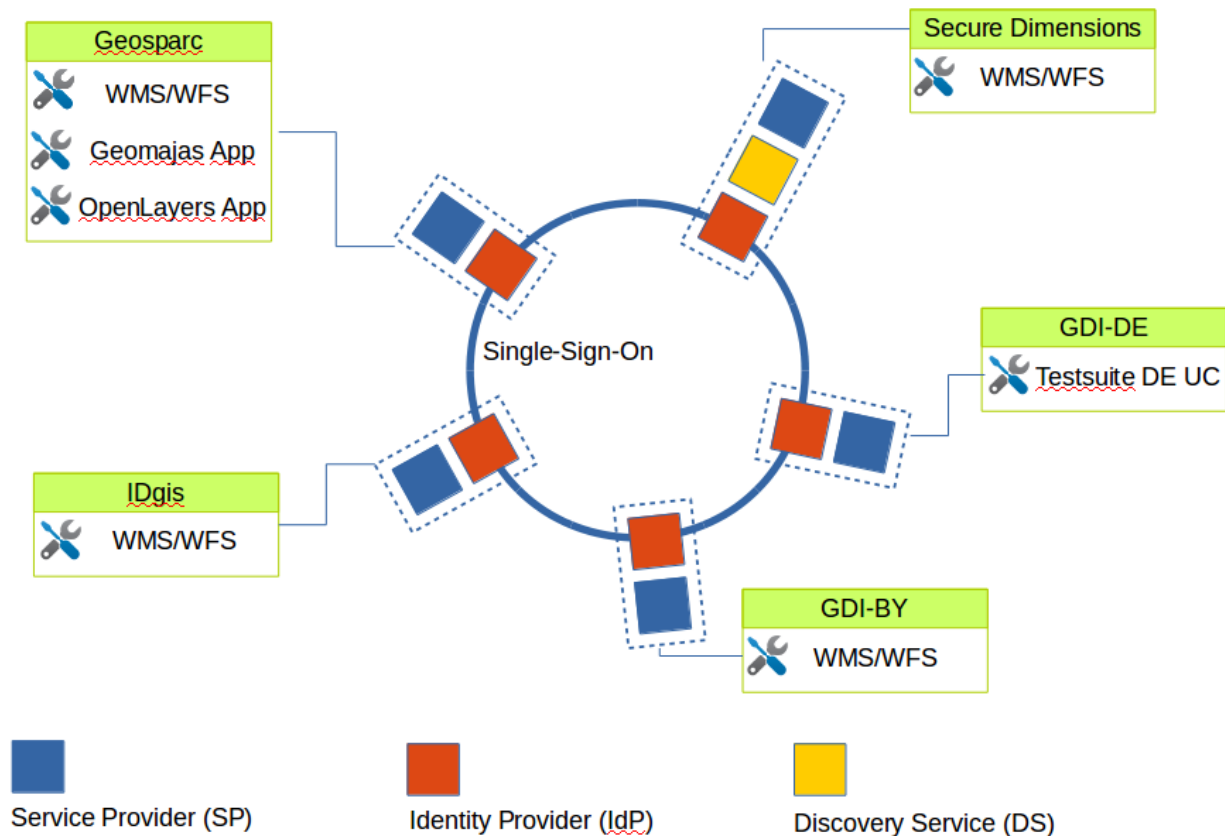 Geosparc
WMS/WFS
Geomajas App
OpenLayers App
Secure Dimensions
WMS/WFS
Single-Sign-On
GDI-DE
Testsuite DE UC
IDgis
WMS/WFS
GDI-BY
WMS/WFS
Service Provider (SP)
Identity Provider (IdP)
Discovery Service (DS)